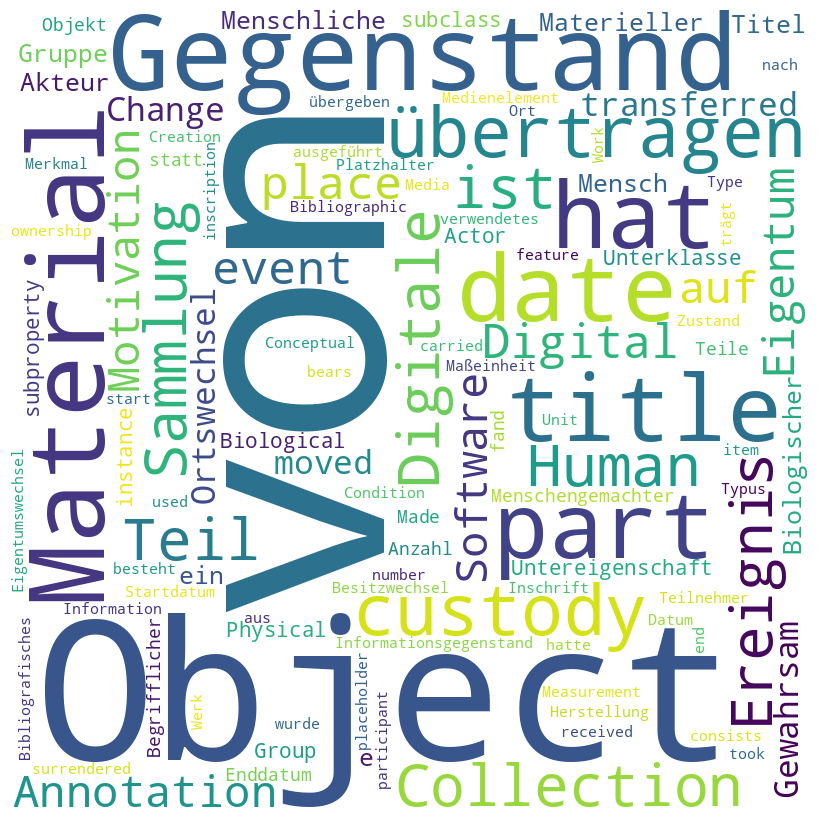 Objekt
Menschliche
subclass
Materieller
Titel
Gruppe
Gegenstand
nach
Akteur
Change
übergeben
Medienelement
Ort
transferred
Material
Motivation
Creation
statt
inscription
von
ausgeführt
übertragen
Work
Merkmal
Platzhalter
place
Media
ist
Mensch
Type
Bibliographic
hat
trägt
ownership
Sammlung
verwendetes
Actor
Eigentum
event
Digitale
feature
Unterklasse
subproperty
Ortswechsel
date
auf
Conceptual
carried
Digital
Zustand
Teile
Maßeinheit
bears
start
title
Software
Unit
Biologischer
instance
Biological
fand
item
Eigentumswechsel
moved
Human
Ereignis
used
Condition
Menschengemachter
Typus
Teil
Made
part
Anzahl
besteht
ein
number
Untereigenschaft
Startdatum
Besitzwechsel
Inschrift
Teilnehmer
Information
aus
custody
Datum
Physical
Bibliografisches
Begrifflicher
Informationsgegenstand
hatte
end
Gewahrsam
Object
placeholder
participant
Werk
Measurement
Herstellung
wurde
received
consists
Group
e
took
surrendered
Enddatum
Annotation
Collection